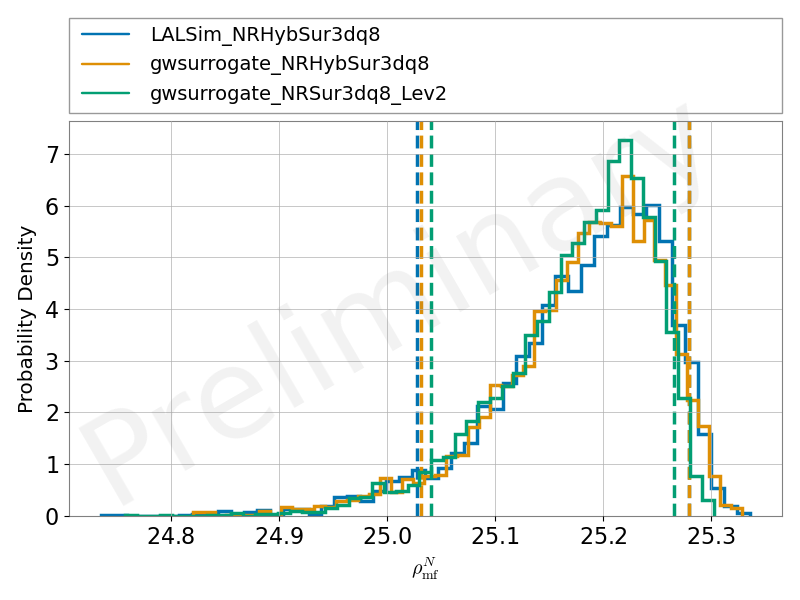 LALSim_NRHybSur3dq8
gwsurrogate_NRHybSur3dq8
gwsurrogate_NRSur3dq8_Lev2
Preliminary
Probability Density
7
6
5
4
3
2
1
0
24.8 24.9 25.0 25.1 25.2 25.3
ρ_mf^N